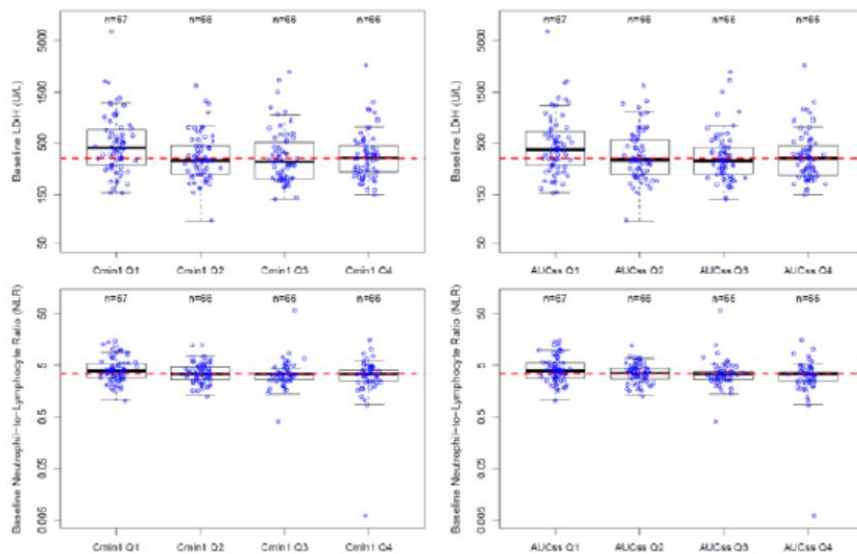 n=67 n=66 n=66 n=66
Baseline LDH (U/L)
5000
1500
500
150
50
Cmin1 Q1 Cmin1 Q2 Cmin1 Q3 Cmin1 Q4
n=67 n=66 n=66 n=66
Baseline LDH (U/L)
5000
1500
500
150
50
AUCss Q1 AUCss Q2 AUCss Q3 AUCss Q4
n=67 n=66 n=66 n=66
Baseline Neutrophil-to-Lymphocyte Ratio (NLR)
50
5
0.5
0.05
0.005
Cmin1 Q1 Cmin1 Q2 Cmin1 Q3 Cmin1 Q4
n=67 n=66 n=66 n=66
Baseline Neutrophil-to-Lymphocyte Ratio (NLR)
50
5
0.5
0.05
0.005
AUCss Q1 AUCss Q2 AUCss Q3 AUCss Q4